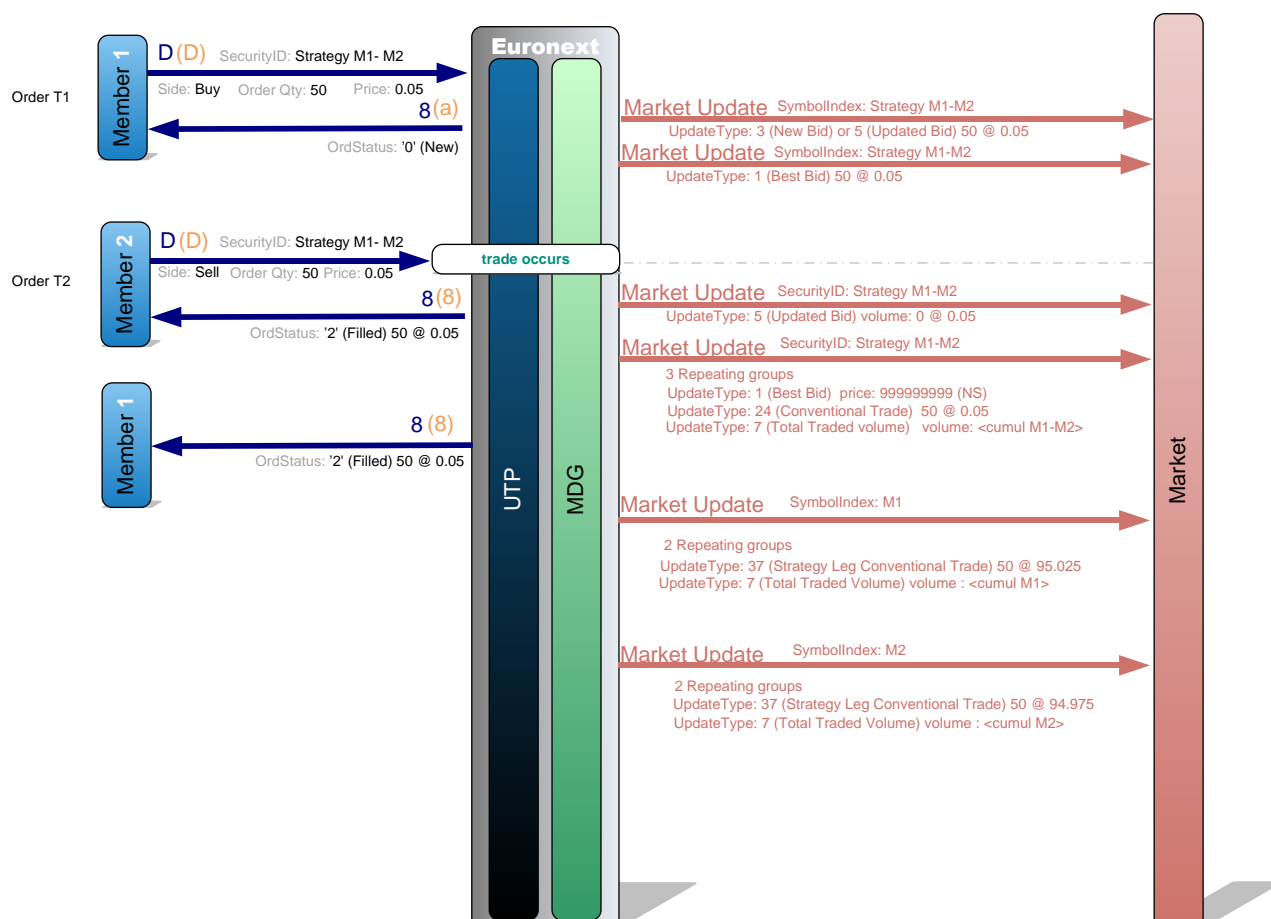 Euronext
Order T1
Member 1
D(D) SecurityID: Strategy M1- M2
Side: Buy Order Qty: 50 Price: 0.05
8(a)
OrdStatus: '0' (New)
Market Update SymbolIndex: Strategy M1-M2
UpdateType: 3 (New Bid) or 5 (Updated Bid) 50 @ 0.05
Market Update SymbolIndex: Strategy M1-M2
UpdateType: 1 (Best Bid) 50 @ 0.05
Order T2
Member 2
D(D) SecurityID: Strategy M1- M2
Side: Sell Order Qty: 50 Price: 0.05
trade occurs
8(8)
OrdStatus: '2' (Filled) 50 @ 0.05
Market Update SecurityID: Strategy M1-M2
UpdateType: 5 (Updated Bid) volume: 0 @ 0.05
Market Update SecurityID: Strategy M1-M2
3 Repeating groups
UpdateType: 1 (Best Bid) price: 999999999 (NS)
UpdateType: 24 (Conventional Trade) 50 @ 0.05
UpdateType: 7 (Total Traded volume) volume: <cumul M1-M2>
Member 1
8(8)
OrdStatus: '2' (Filled) 50 @ 0.05
UTP
MDG
Market
Market Update SymbolIndex: M1
2 Repeating groups
UpdateType: 37 (Strategy Leg Conventional Trade) 50 @ 95.025
UpdateType: 7 (Total Traded Volume) volume : <cumul M1>
Market Update SymbolIndex: M2
2 Repeating groups
UpdateType: 37 (Strategy Leg Conventional Trade) 50 @ 94.975
UpdateType: 7 (Total Traded Volume) volume : <cumul M2>